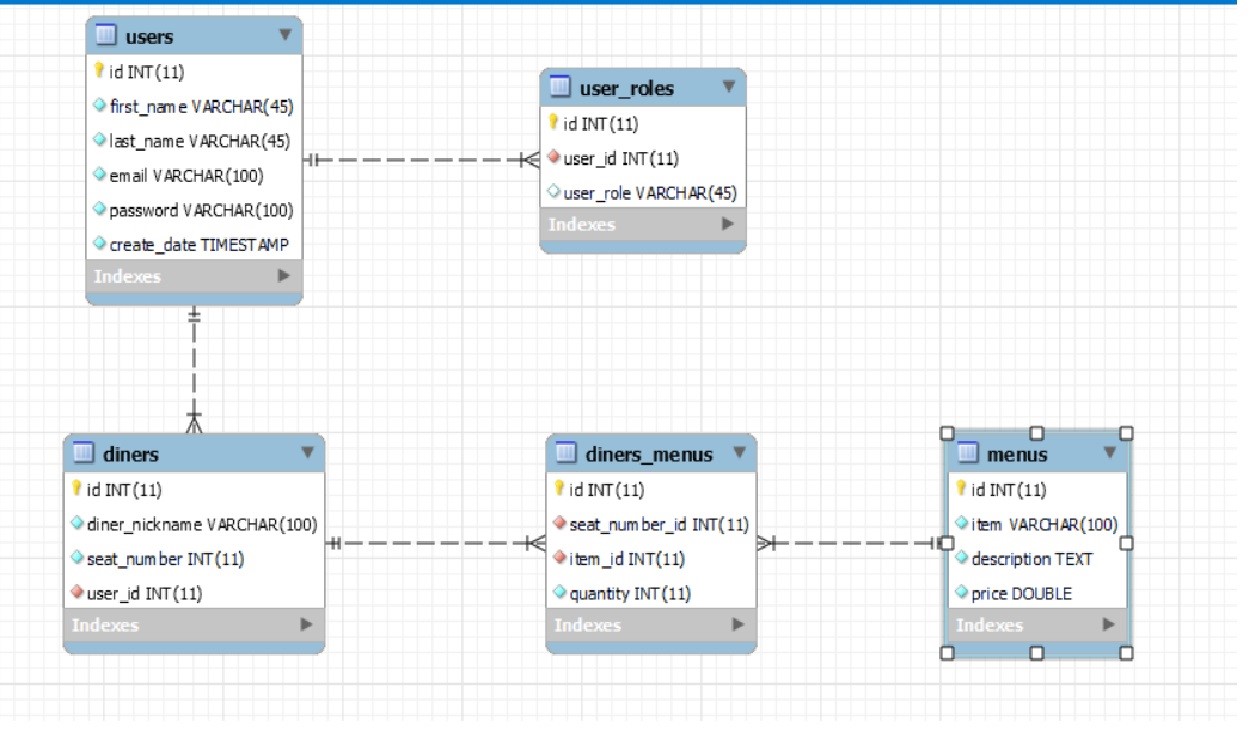 users
id INT(11)
first_name VARCHAR(45)
last_name VARCHAR(45)
email VARCHAR(100)
password VARCHAR(100)
create_date TIMESTAMP
Indexes
user_roles
id INT(11)
user_id INT(11)
user_role VARCHAR(45)
Indexes
diners
id INT(11)
diner_nickname VARCHAR(100)
seat_number INT(11)
user_id INT(11)
Indexes
diners_menus
id INT(11)
seat_number_id INT(11)
item_id INT(11)
quantity INT(11)
Indexes
menus
id INT(11)
item VARCHAR(100)
description TEXT
price DOUBLE
Indexes